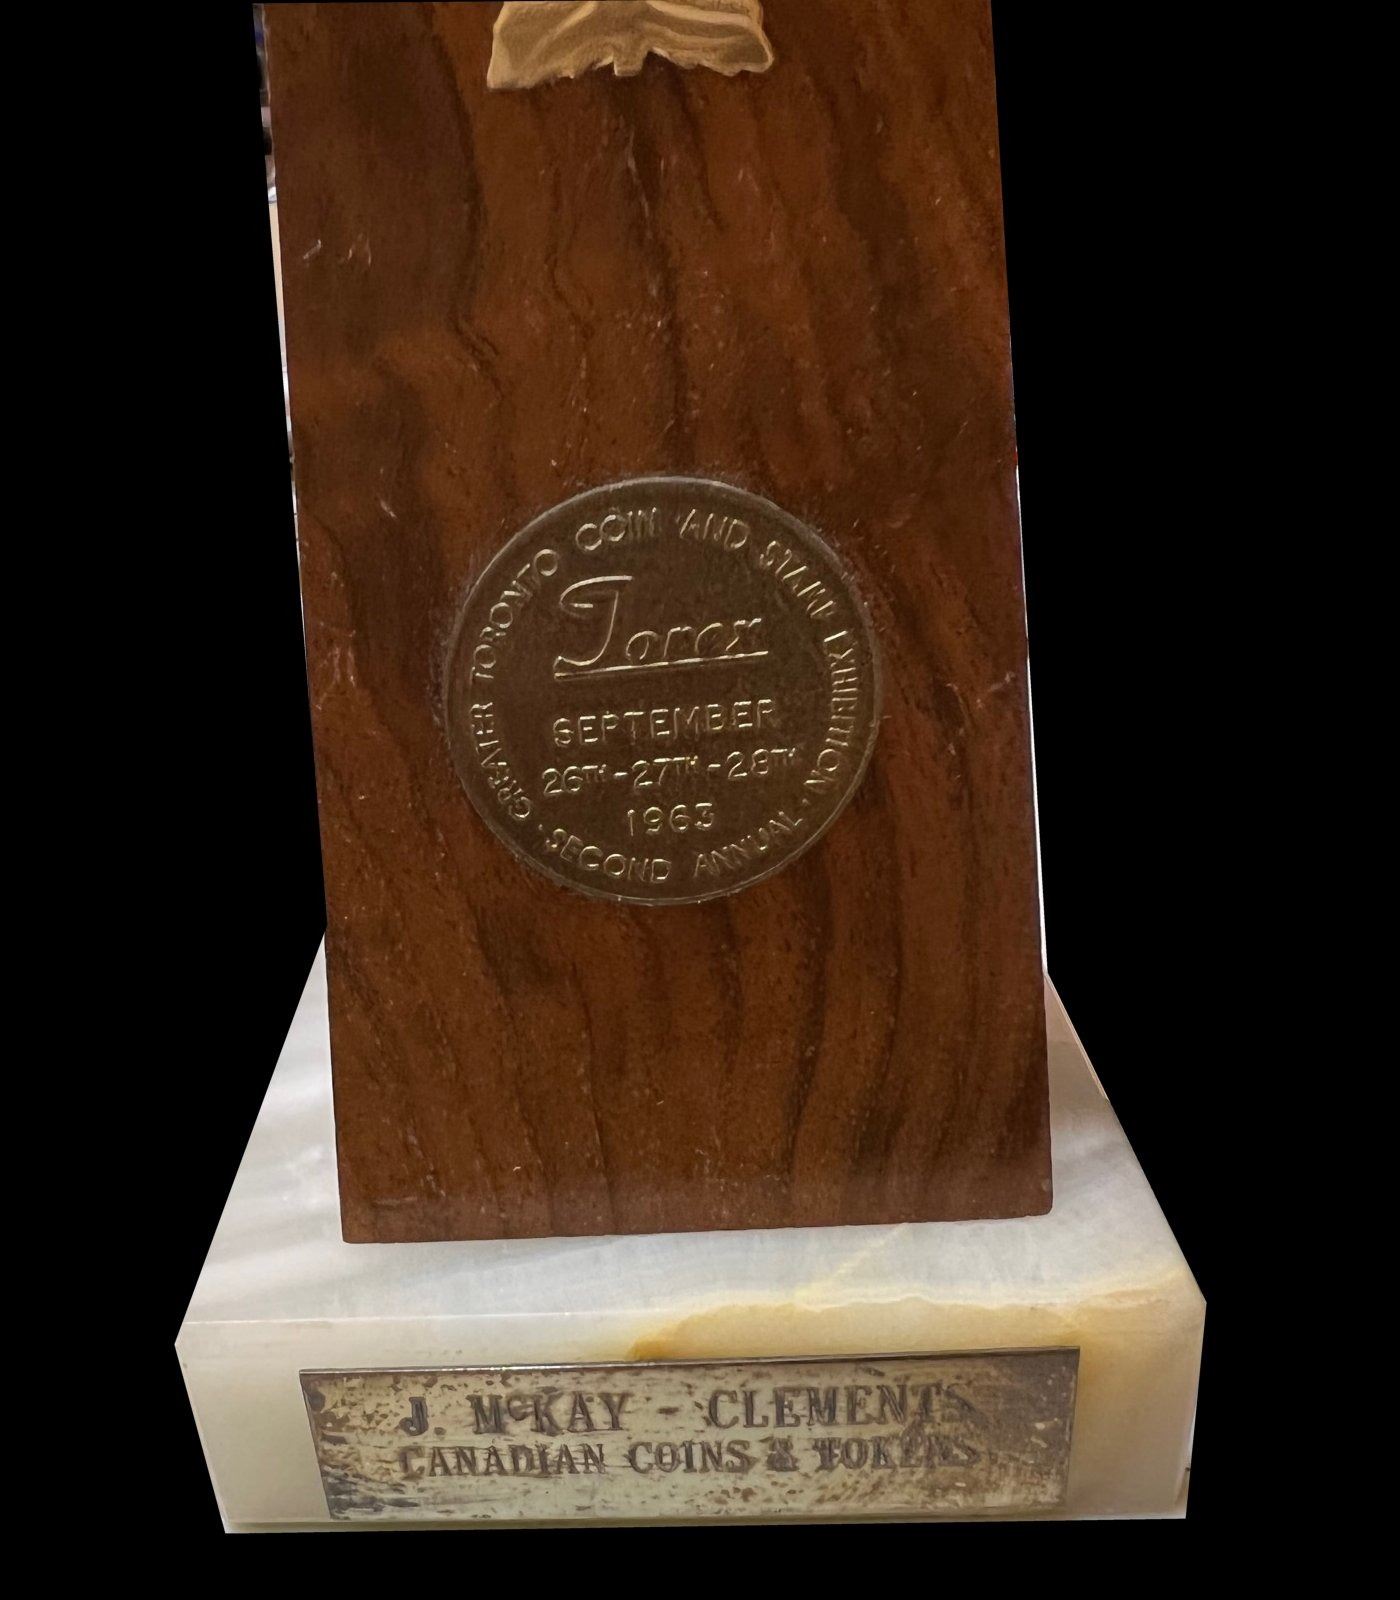 GREATER TORONTO COIN AND STAMP EXHIBITION
Torex
SEPTEMBER
26TH-27TH-28TH
1963
· SECOND ANNUAL ·
J. McKAY - CLEMENTS
CANADIAN COINS & TOKENS